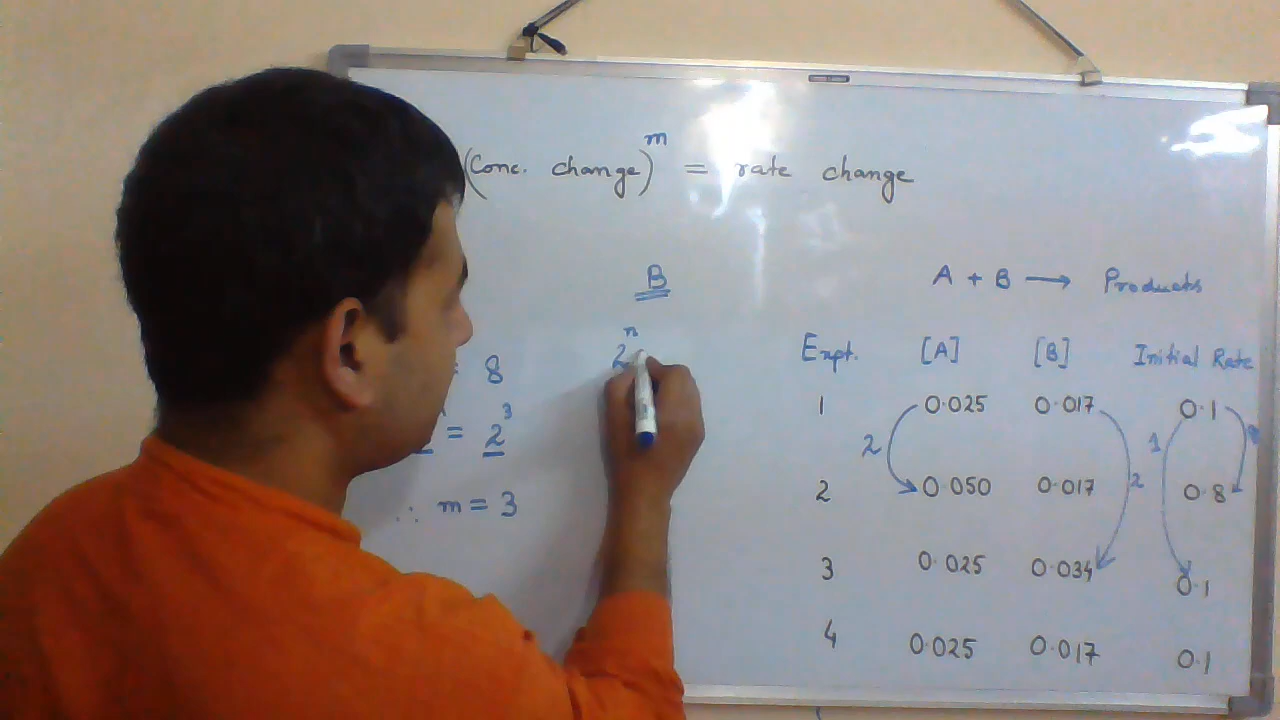 (Conc. change)^m = rate change
B
A + B → Products
2^n
= 8
= 2^3
∴ m = 3
Expt. [A] [B] Initial Rate
1 0.025 0.017 0.1
2 1 2
2 0.050 0.017 0.8
3 0.025 0.034 0.1
4 0.025 0.017 0.1